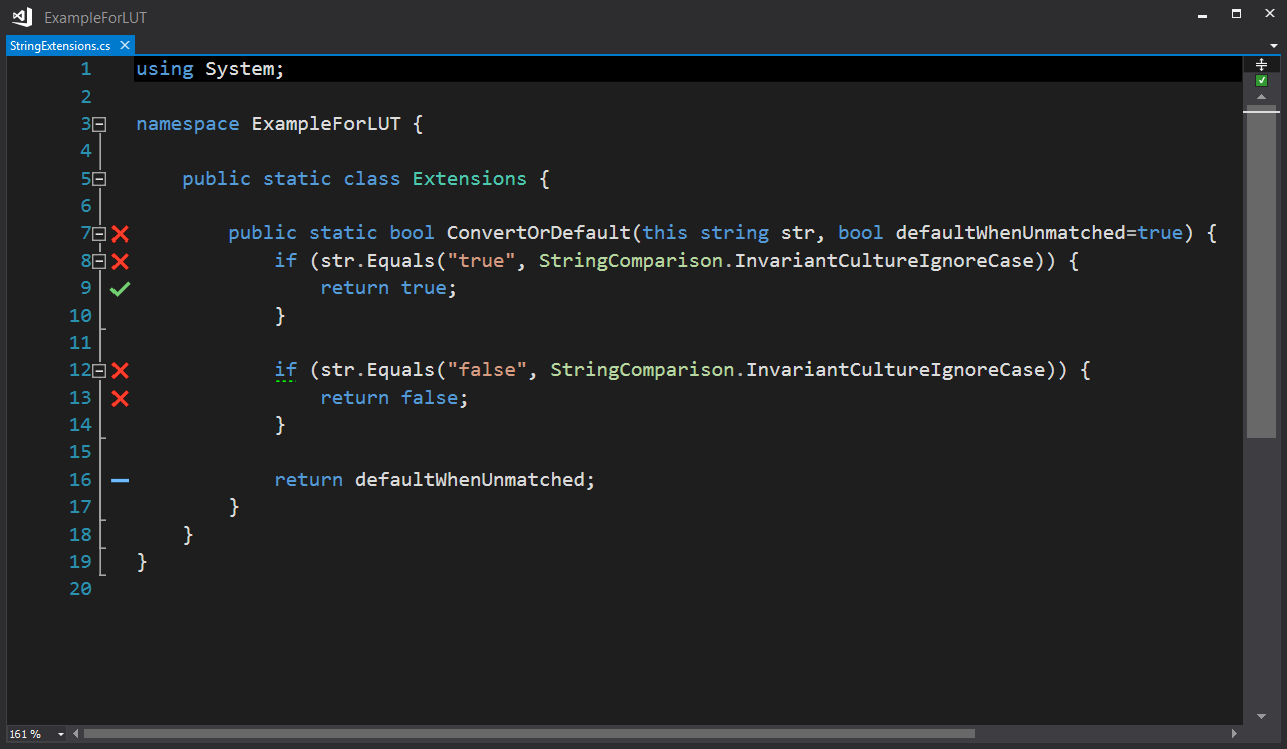 ExampleForLUT
StringExtensions.cs
1 using System;
2
3 namespace ExampleForLUT {
4
5 public static class Extensions {
6
7 public static bool ConvertOrDefault(this string str, bool defaultWhenUnmatched=true) {
8 if (str.Equals("true", StringComparison.InvariantCultureIgnoreCase)) {
9 return true;
10 }
11
12 if (str.Equals("false", StringComparison.InvariantCultureIgnoreCase)) {
13 return false;
14 }
15
16 return defaultWhenUnmatched;
17 }
18 }
19 }
20
161 %